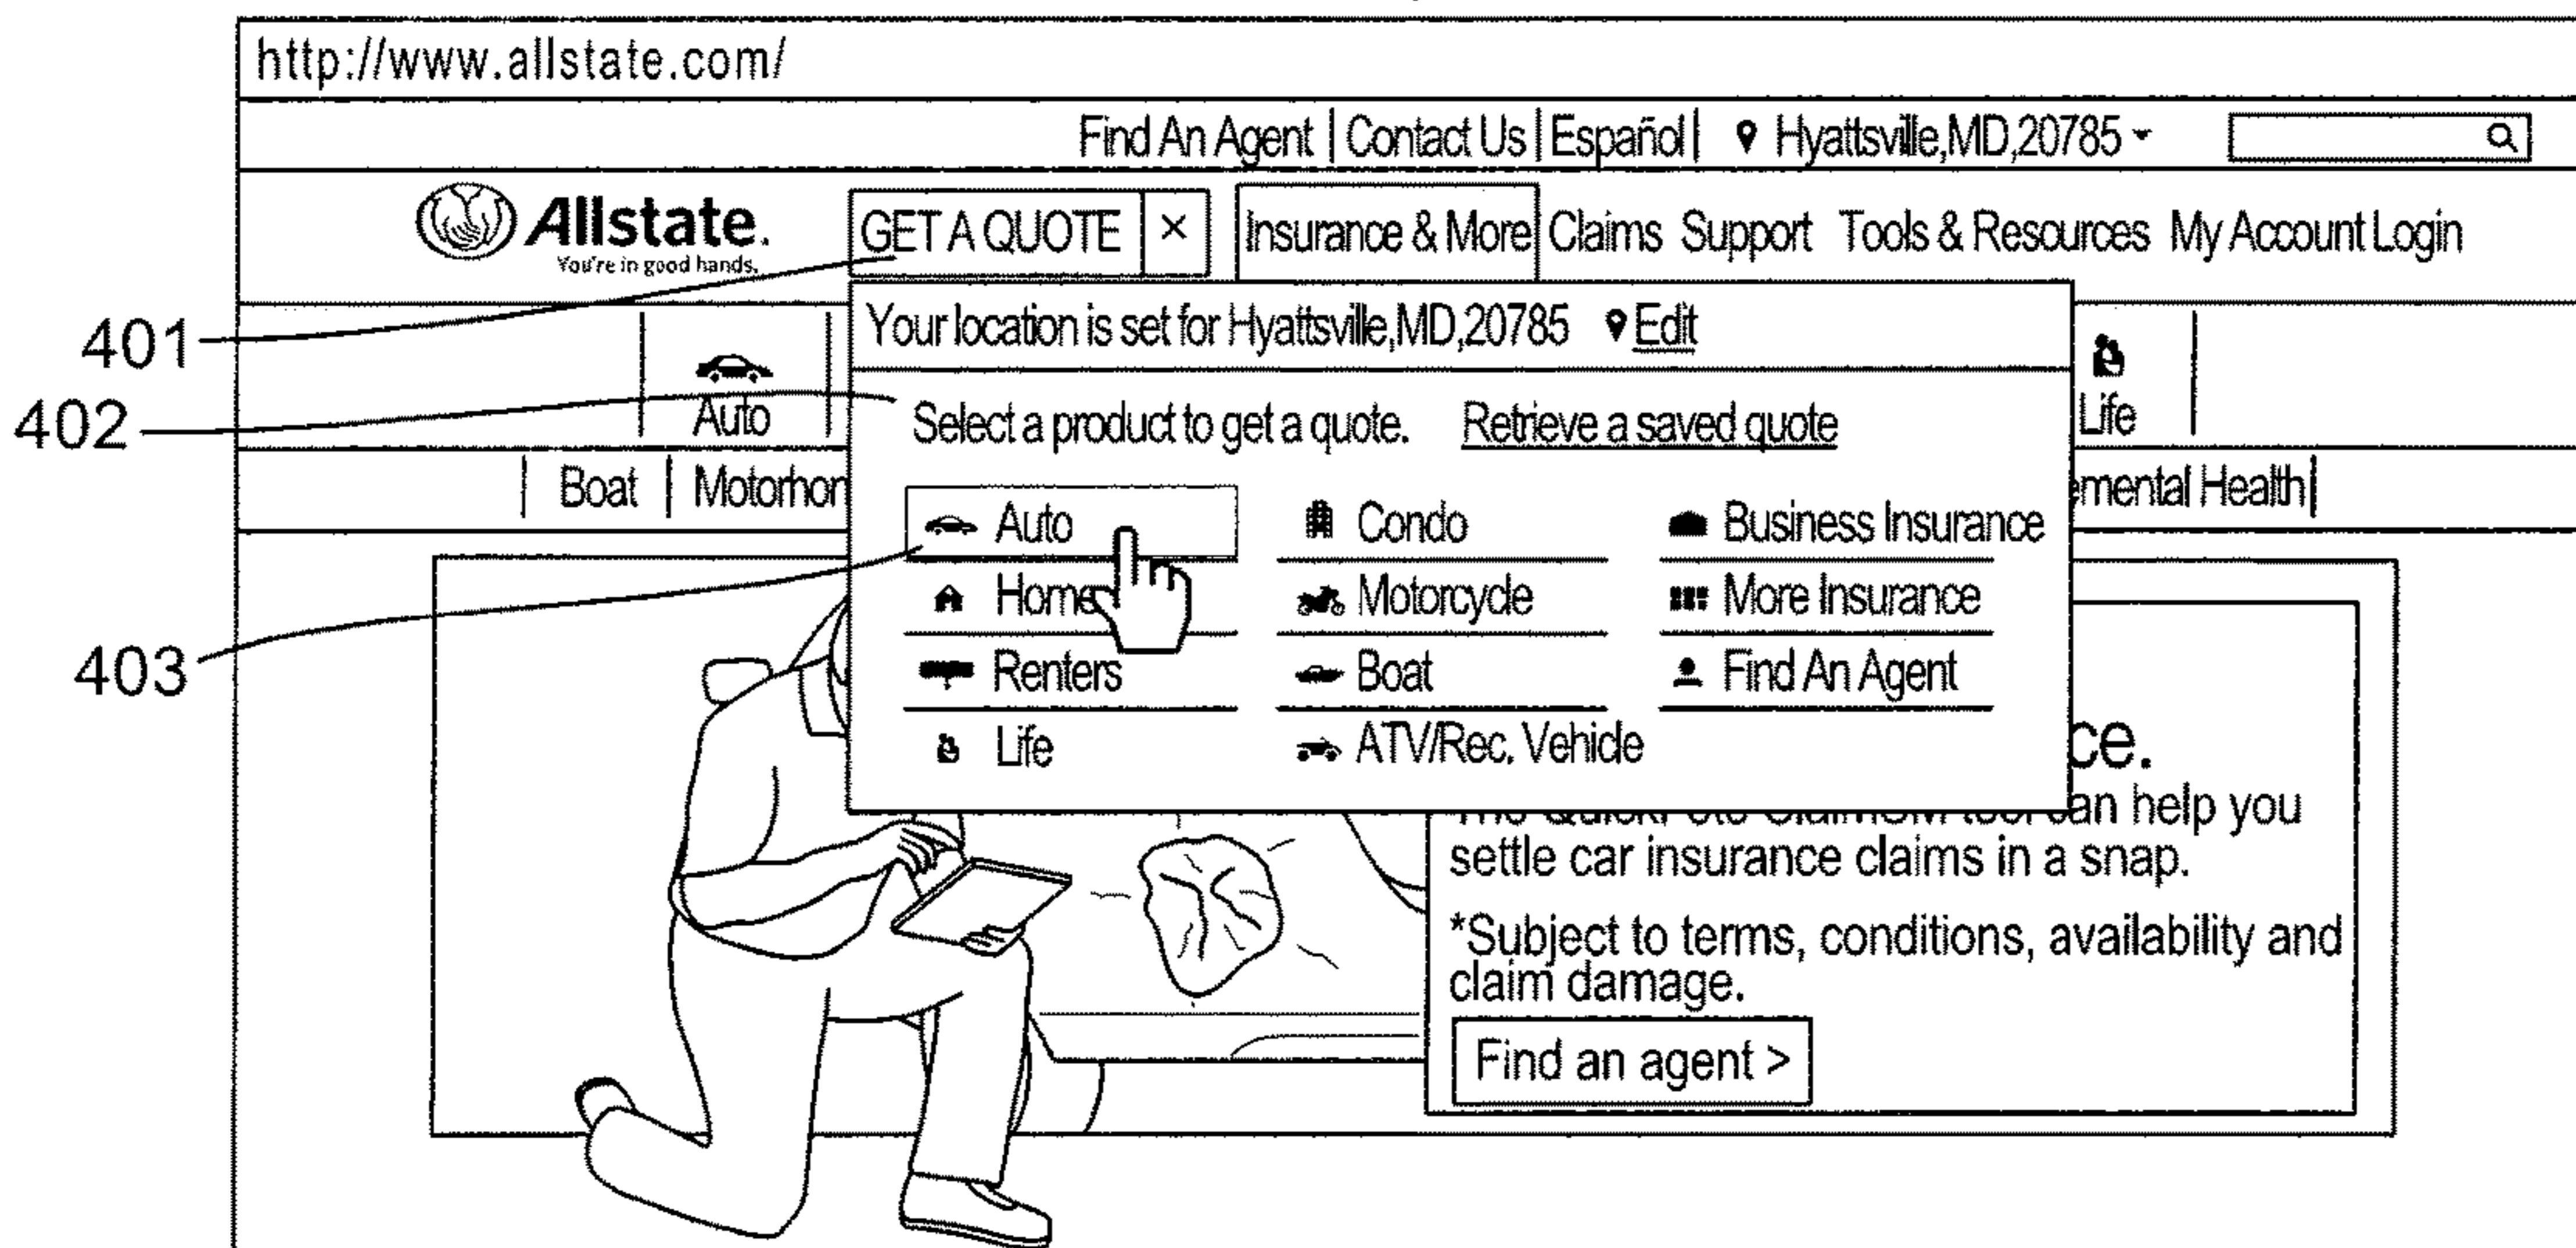 http://www.allstate.com/
Find An Agent | Contact Us | Español | Hyattsville,MD,20785
Allstate. GET A QUOTE × Insurance & More Claims Support Tools & Resources My Account Login
You're in good hands.
401
Your location is set for Hyattsville,MD,20785 Edit
402
Auto
Select a product to get a quote. Retrieve a saved quote
Life
Boat | Motorhom
emental Health
Auto Condo Business Insurance
Home Motorcycle More Insurance
403
Renters Boat Find An Agent
Life ATV/Rec. Vehicle
ce.
an help you
settle car insurance claims in a snap.
*Subject to terms, conditions, availability and
claim damage.
Find an agent >